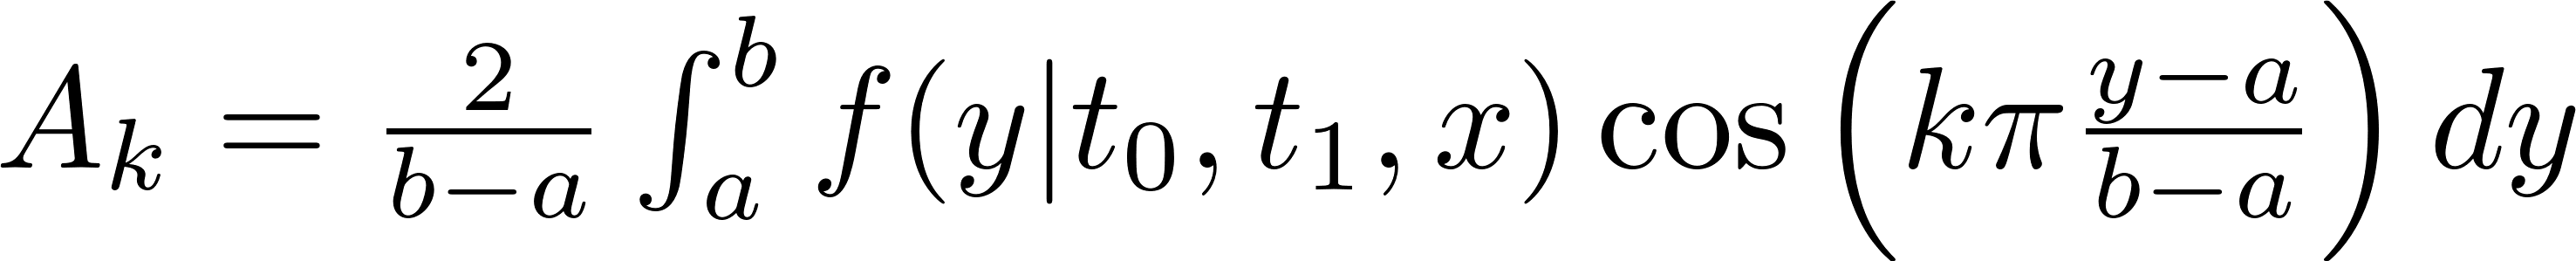 A_k = \frac{2}{b-a} \int_a^b f(y|t_0, t_1, x) \cos \left( k\pi \frac{y-a}{b-a} \right) dy